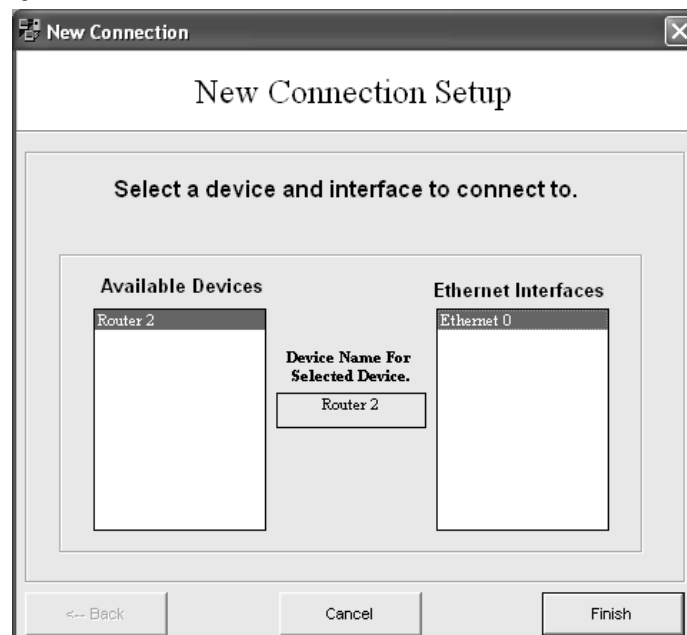 New Connection
New Connection Setup
Select a device and interface to connect to.
Available Devices
Router 2
Device Name For
Selected Device.
Router 2
Ethernet Interfaces
Ethernet 0
<-- Back
Cancel
Finish